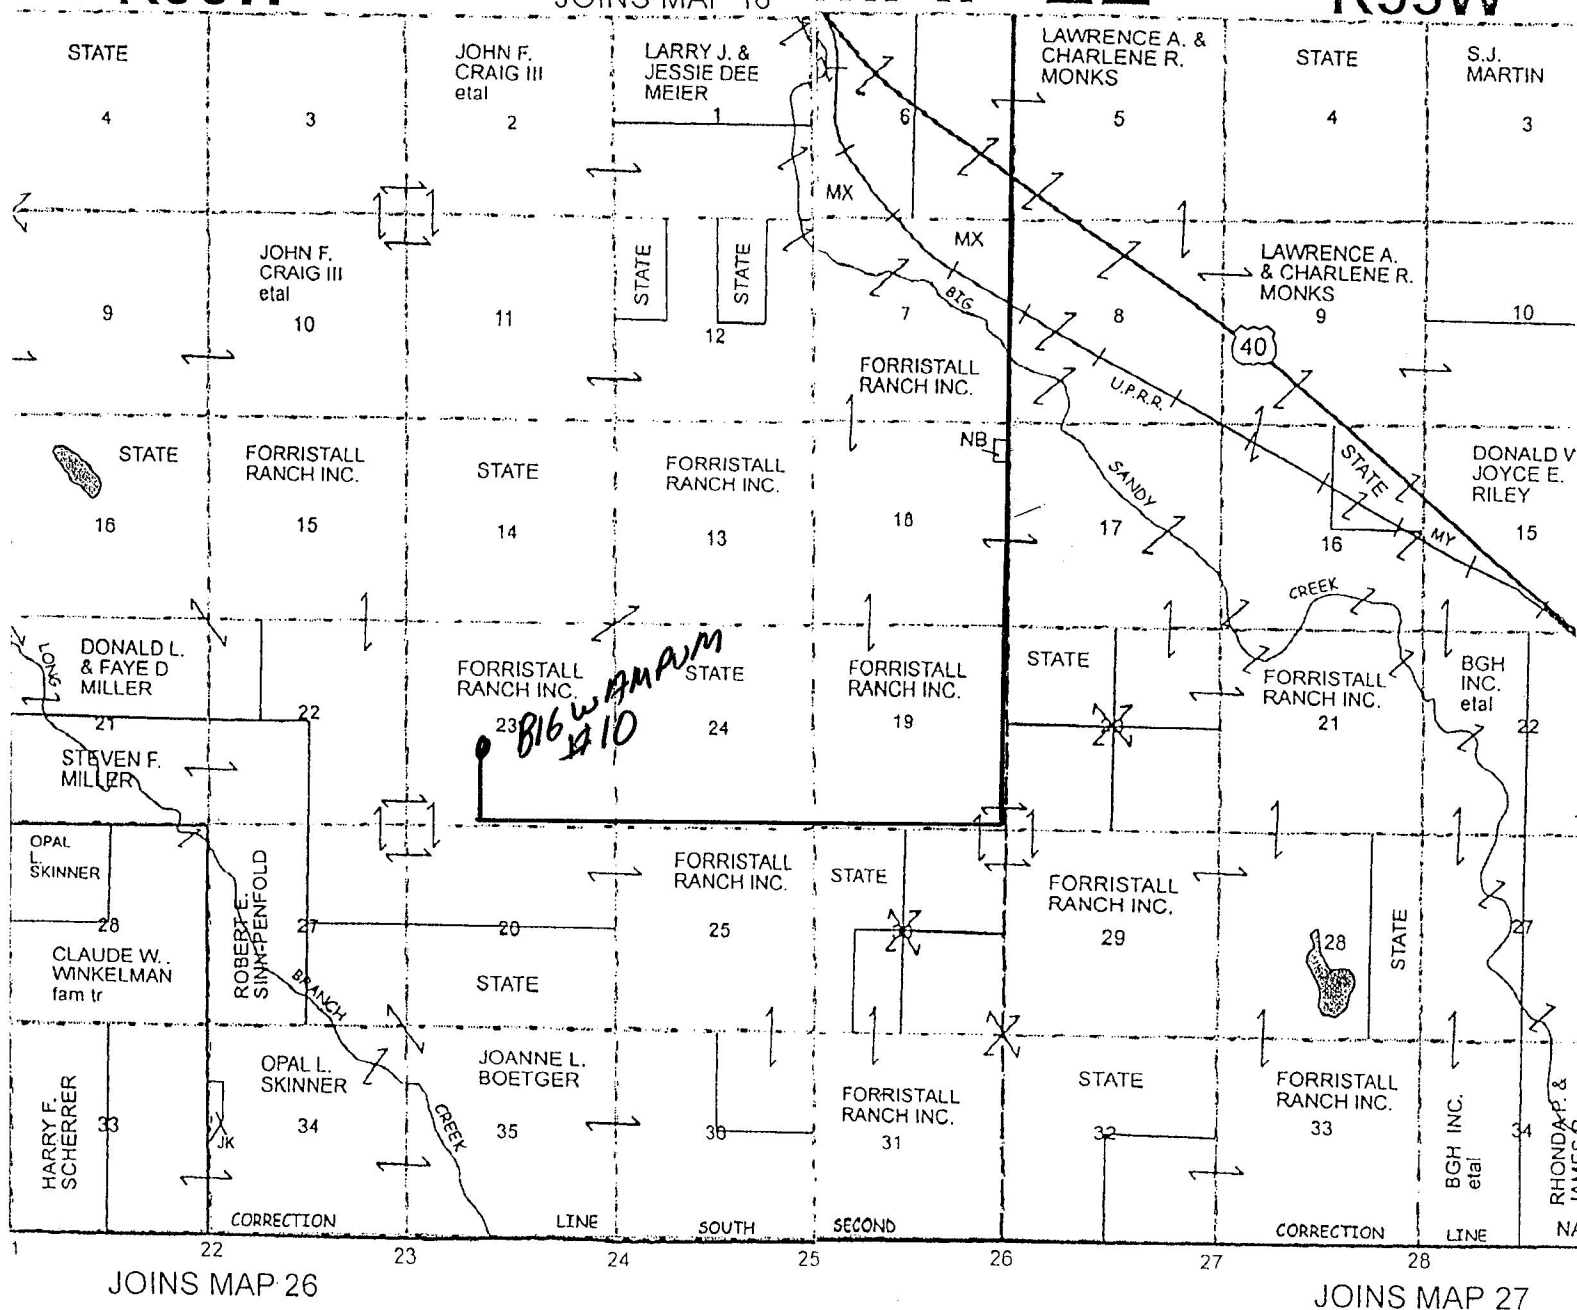 JOINS MAP 16
R55W
STATE
4
3
JOHN F.
CRAIG III
etal
2
LARRY J. &
JESSIE DEE
MEIER
1
6
LAWRENCE A. &
CHARLENE R.
MONKS
5
STATE
4
S.J.
MARTIN
3
MX
MX
9
JOHN F.
CRAIG III
etal
10
11
STATE
STATE
12
7
BIG
8
LAWRENCE A.
& CHARLENE R.
MONKS
9
10
40
U.P.R.R.
FORRISTALL
RANCH INC.
NB
STATE
16
FORRISTALL
RANCH INC.
15
STATE
14
FORRISTALL
RANCH INC.
13
18
SANDY
17
STATE
16
MY
DONALD
JOYCE E.
RILEY
15
CREEK
LONG
DONALD L.
& FAYE D
MILLER
21
22
FORRISTALL
RANCH INC.
23
BIG WAMPUM
#10
STATE
24
FORRISTALL
RANCH INC.
19
STATE
FORRISTALL
RANCH INC.
21
BGH
INC.
etal
22
STEVEN F.
MILLER
OPAL
L.
SKINNER
28
CLAUDE W..
WINKELMAN
fam tr
ROBERT E.
SINN-PENFOLD
27
BRANCH
26
STATE
FORRISTALL
RANCH INC.
25
STATE
FORRISTALL
RANCH INC.
29
28
STATE
27
HARRY F.
SCHERRER
33
JK
OPAL L.
SKINNER
34
CREEK
JOANNE L.
BOETGER
35
36
FORRISTALL
RANCH INC.
31
STATE
32
FORRISTALL
RANCH INC.
33
BGH INC.
etal
34
RHONDA P. &
CORRECTION
LINE
SOUTH
SECOND
CORRECTION
LINE
1
22
23
24
25
26
27
28
JOINS MAP 26
JOINS MAP 27